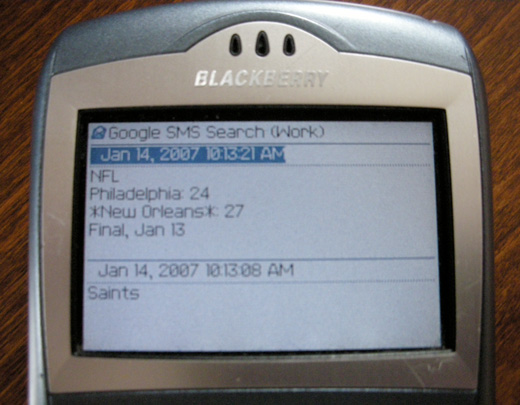 BLACKBERRY
Google SMS Search (Work)
Jan 14, 2007 10:13:21 AM
NFL
Philadelphia: 24
*New Orleans*: 27
Final, Jan 13
Jan 14, 2007 10:13:08 AM
Saints